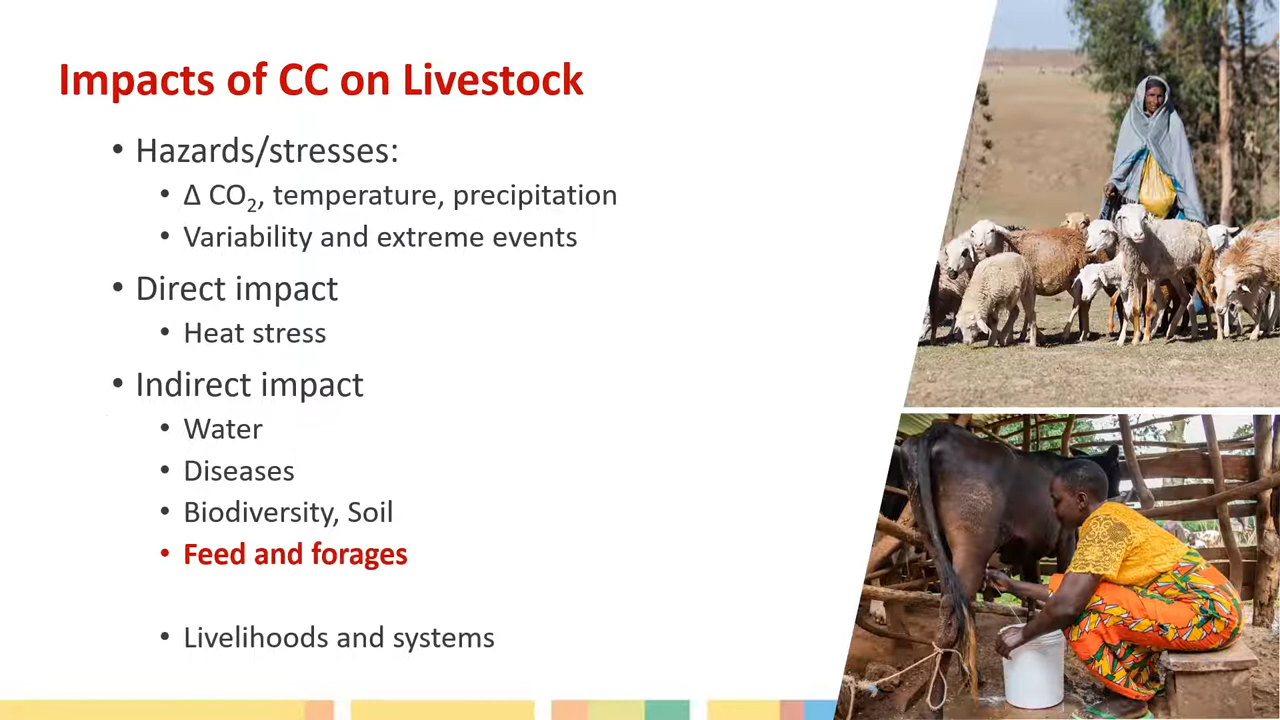 Impacts of CC on Livestock
• Hazards/stresses:
• Δ CO₂, temperature, precipitation
• Variability and extreme events
• Direct impact
• Heat stress
• Indirect impact
• Water
• Diseases
• Biodiversity, Soil
• Feed and forages
• Livelihoods and systems